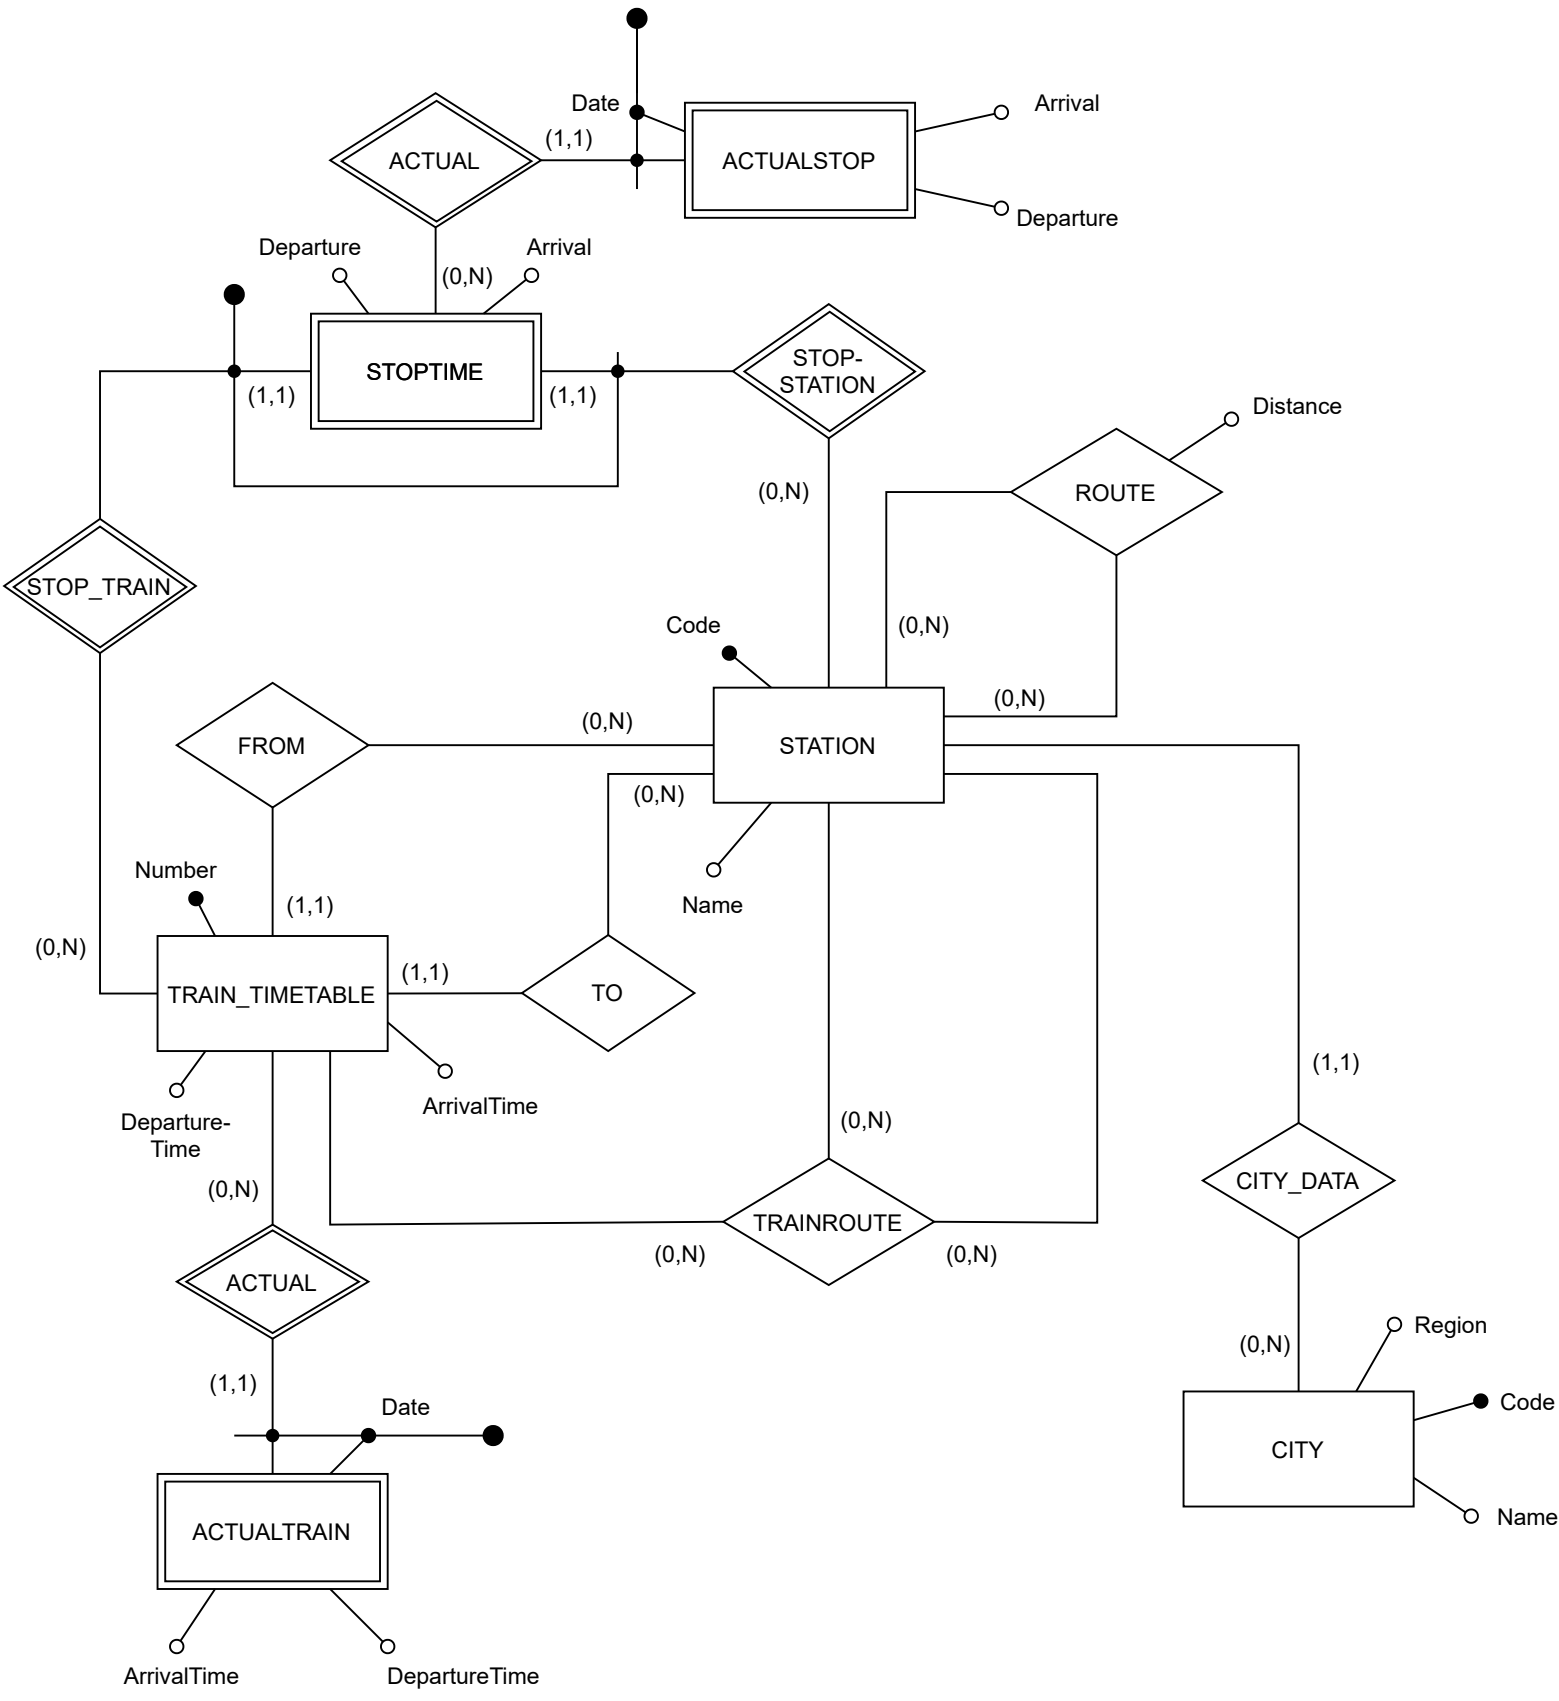 Date
Arrival
(1,1)
ACTUAL
ACTUALSTOP
Departure
Departure
Arrival
(0,N)
STOPTIME
(1,1)
(1,1)
STOP-
STATION
Distance
(0,N)
ROUTE
STOP_TRAIN
Code
(0,N)
(0,N)
(0,N)
FROM
STATION
(0,N)
Number
(1,1)
Name
(0,N)
(1,1)
TRAIN_TIMETABLE
TO
(1,1)
ArrivalTime
Departure-
Time
(0,N)
(0,N)
CITY_DATA
TRAINROUTE
(0,N)
(0,N)
ACTUAL
Region
(0,N)
(1,1)
Date
Code
CITY
Name
ACTUALTRAIN
ArrivalTime
DepartureTime